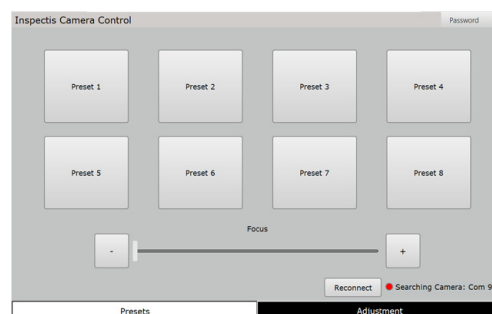 Inspectis Camera Control Password
Preset 1 Preset 2 Preset 3 Preset 4
Preset 5 Preset 6 Preset 7 Preset 8
Focus
- +
Reconnect Searching Camera: Com 9
Presets Adjustment